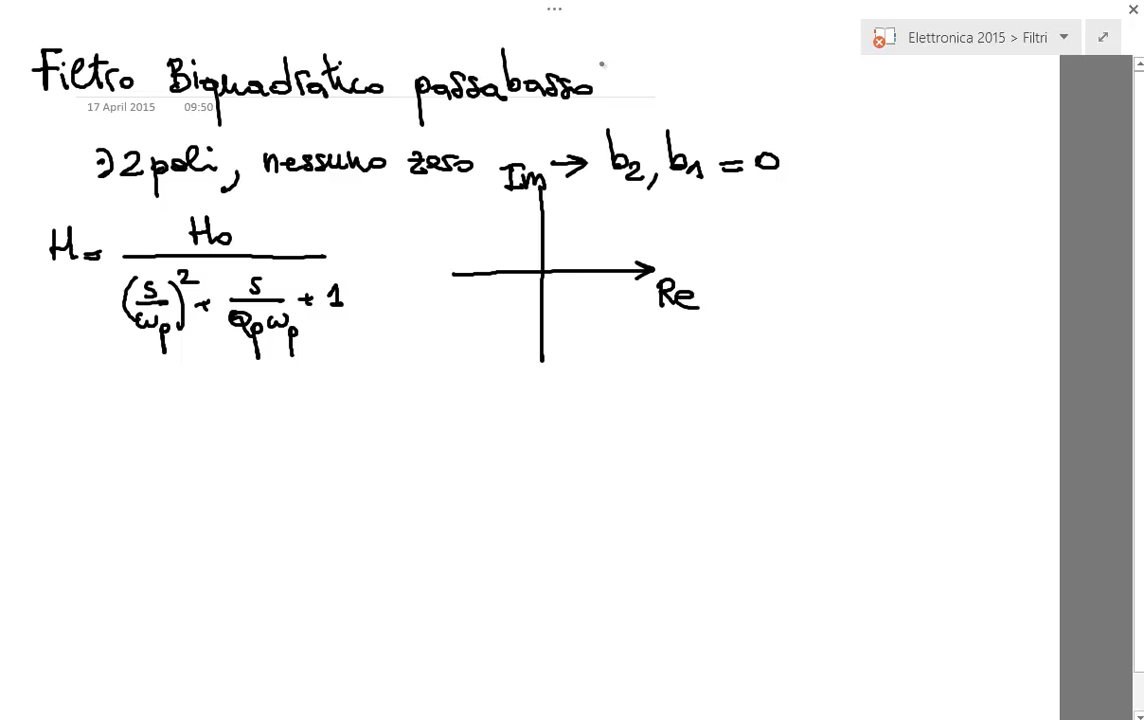 Elettronica 2015 > Filtri
Filtro Biquadratico passabasso
17 April 2015 09:50
∃ 2 poli, nessuno zero → b₂, b₁ = 0
H = H₀ / ((s/ωₚ)² + s/(Qₚωₚ) + 1)
Im
Re